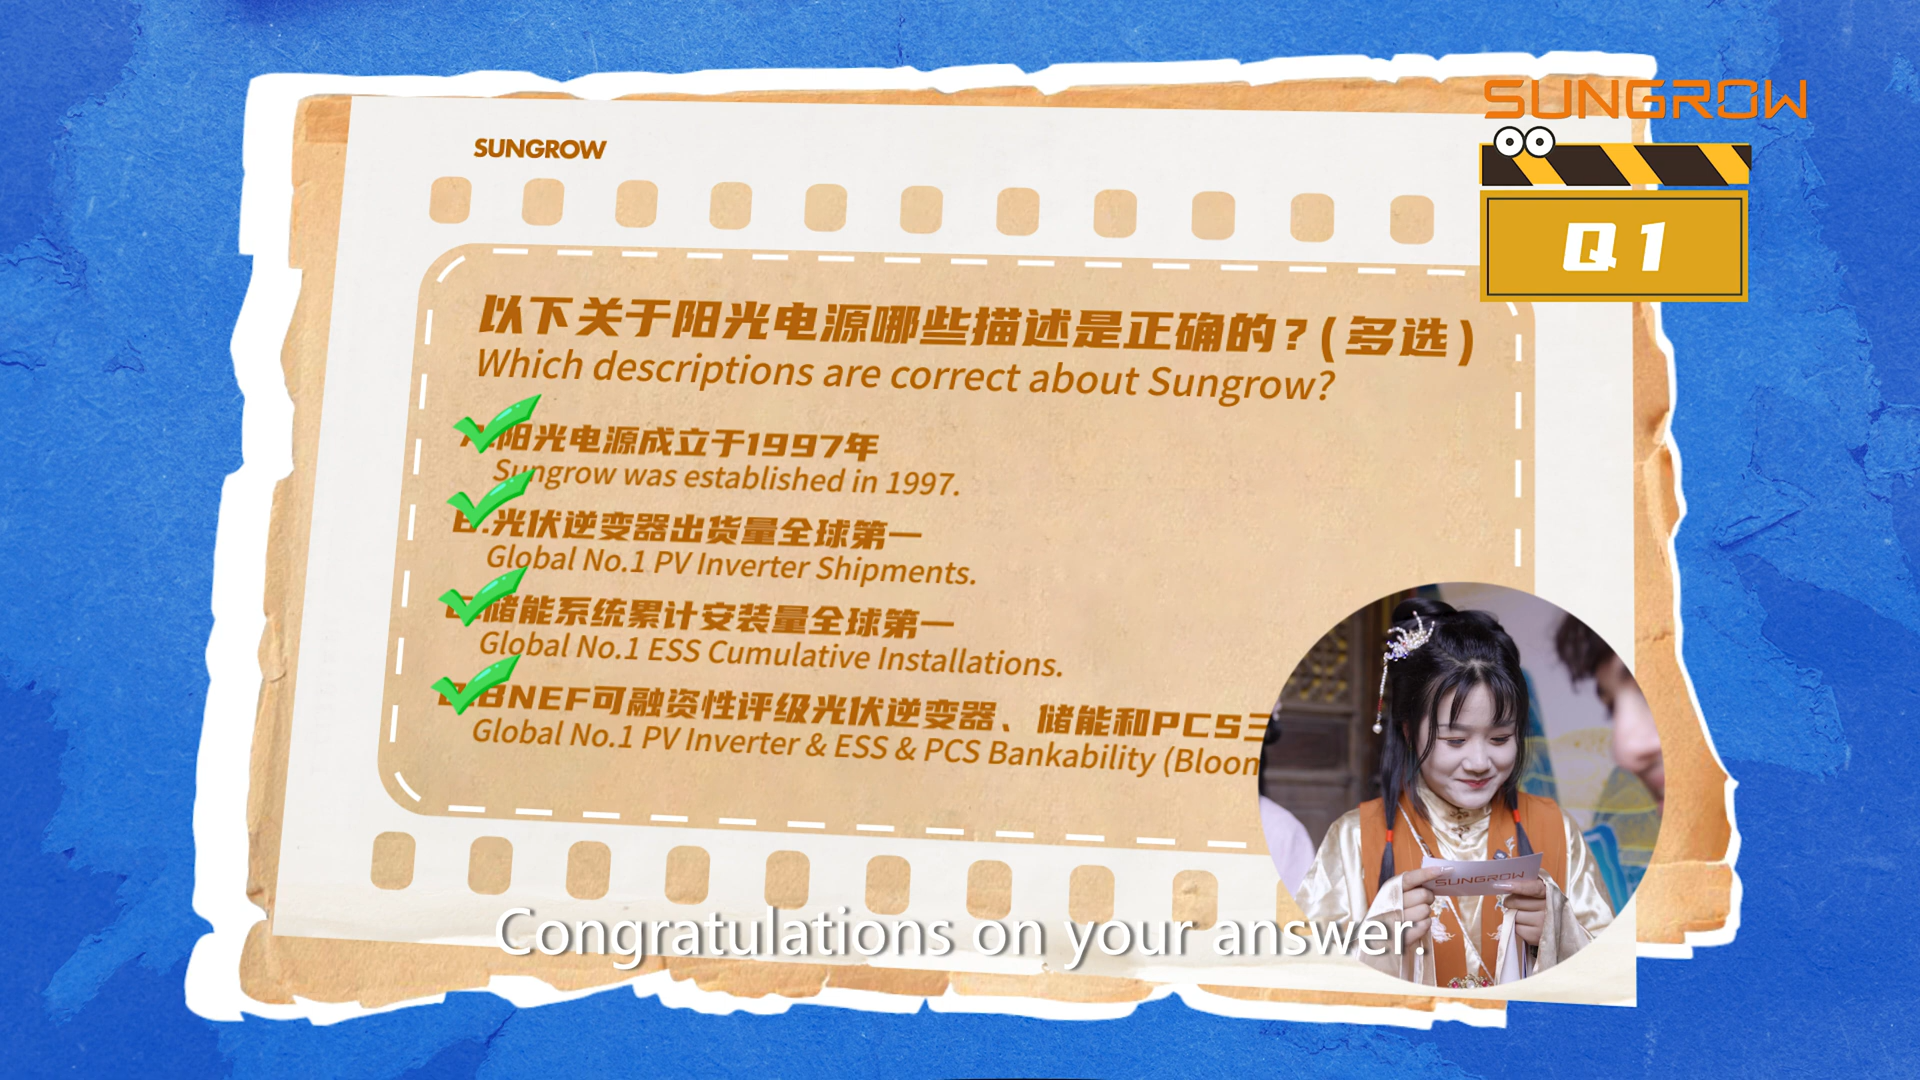 SUNGROW
SUNGROW
Q1
以下关于阳光电源哪些描述是正确的?(多选)
Which descriptions are correct about Sungrow?
阳光电源成立于1997年
Sungrow was established in 1997.
B.光伏逆变器出货量全球第一
Global No.1 PV Inverter Shipments.
储能系统累计安装量全球第一
Global No.1 ESS Cumulative Installations.
BNEF可融资性评级光伏逆变器、储能和PCS三
Global No.1 PV Inverter & ESS & PCS Bankability (Bloom
SUNGROW
Congratulations on your answer.